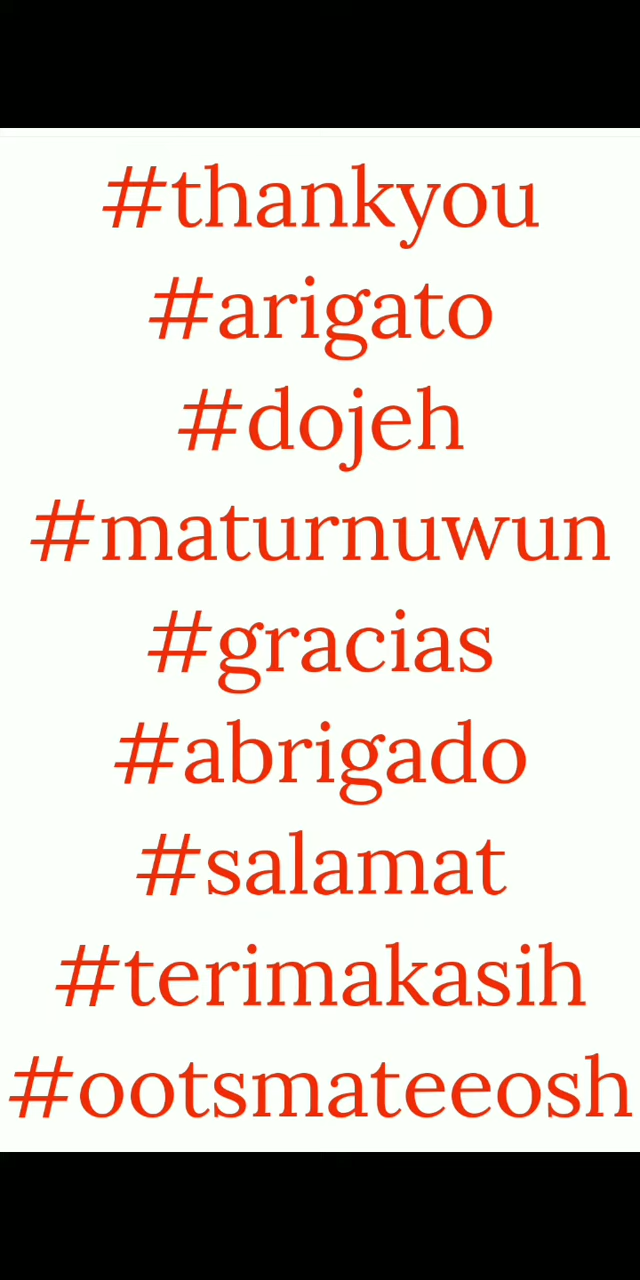 #thankyou
#arigato
#dojeh
#maturnuwun
#gracias
#abrigado
#salamat
#terimakasih
#ootsmateeosh